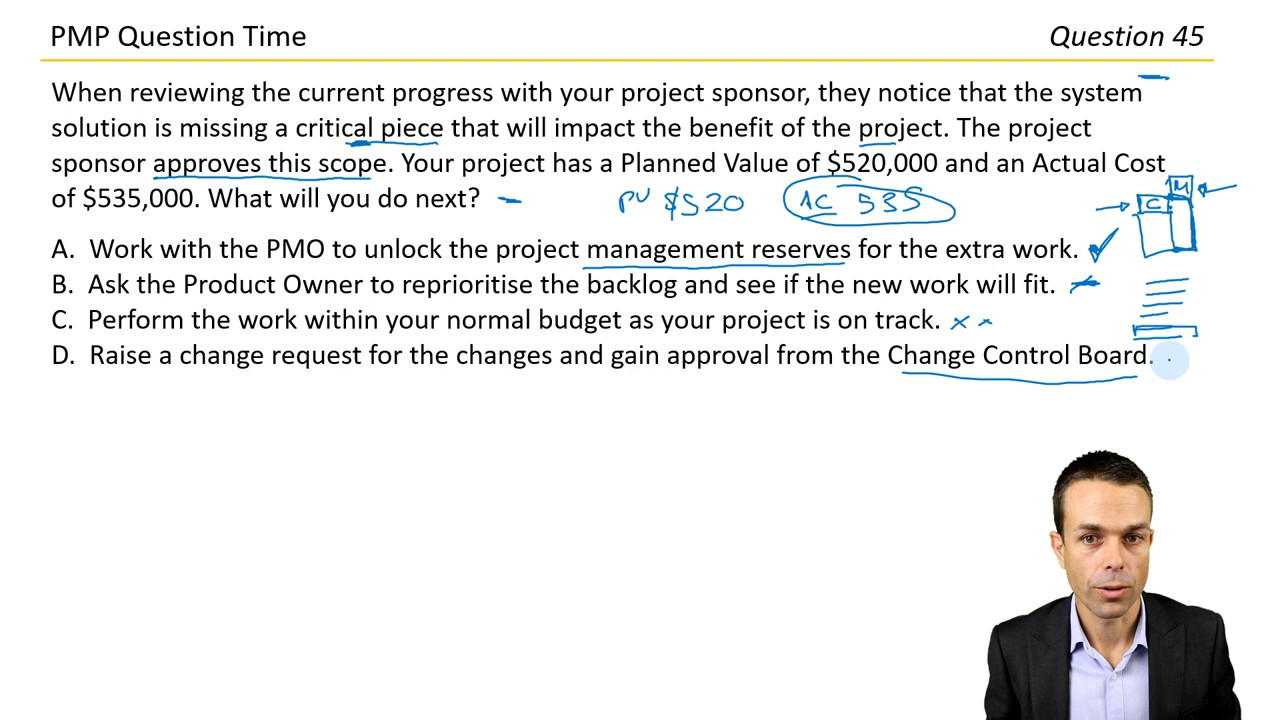 PMP Question Time
Question 45
When reviewing the current progress with your project sponsor, they notice that the system
solution is missing a critical piece that will impact the benefit of the project. The project
sponsor approves this scope. Your project has a Planned Value of $520,000 and an Actual Cost
of $535,000. What will you do next?
PV $520
AC 535
M
C
A. Work with the PMO to unlock the project management reserves for the extra work.
B. Ask the Product Owner to reprioritise the backlog and see if the new work will fit.
C. Perform the work within your normal budget as your project is on track.
D. Raise a change request for the changes and gain approval from the Change Control Board.